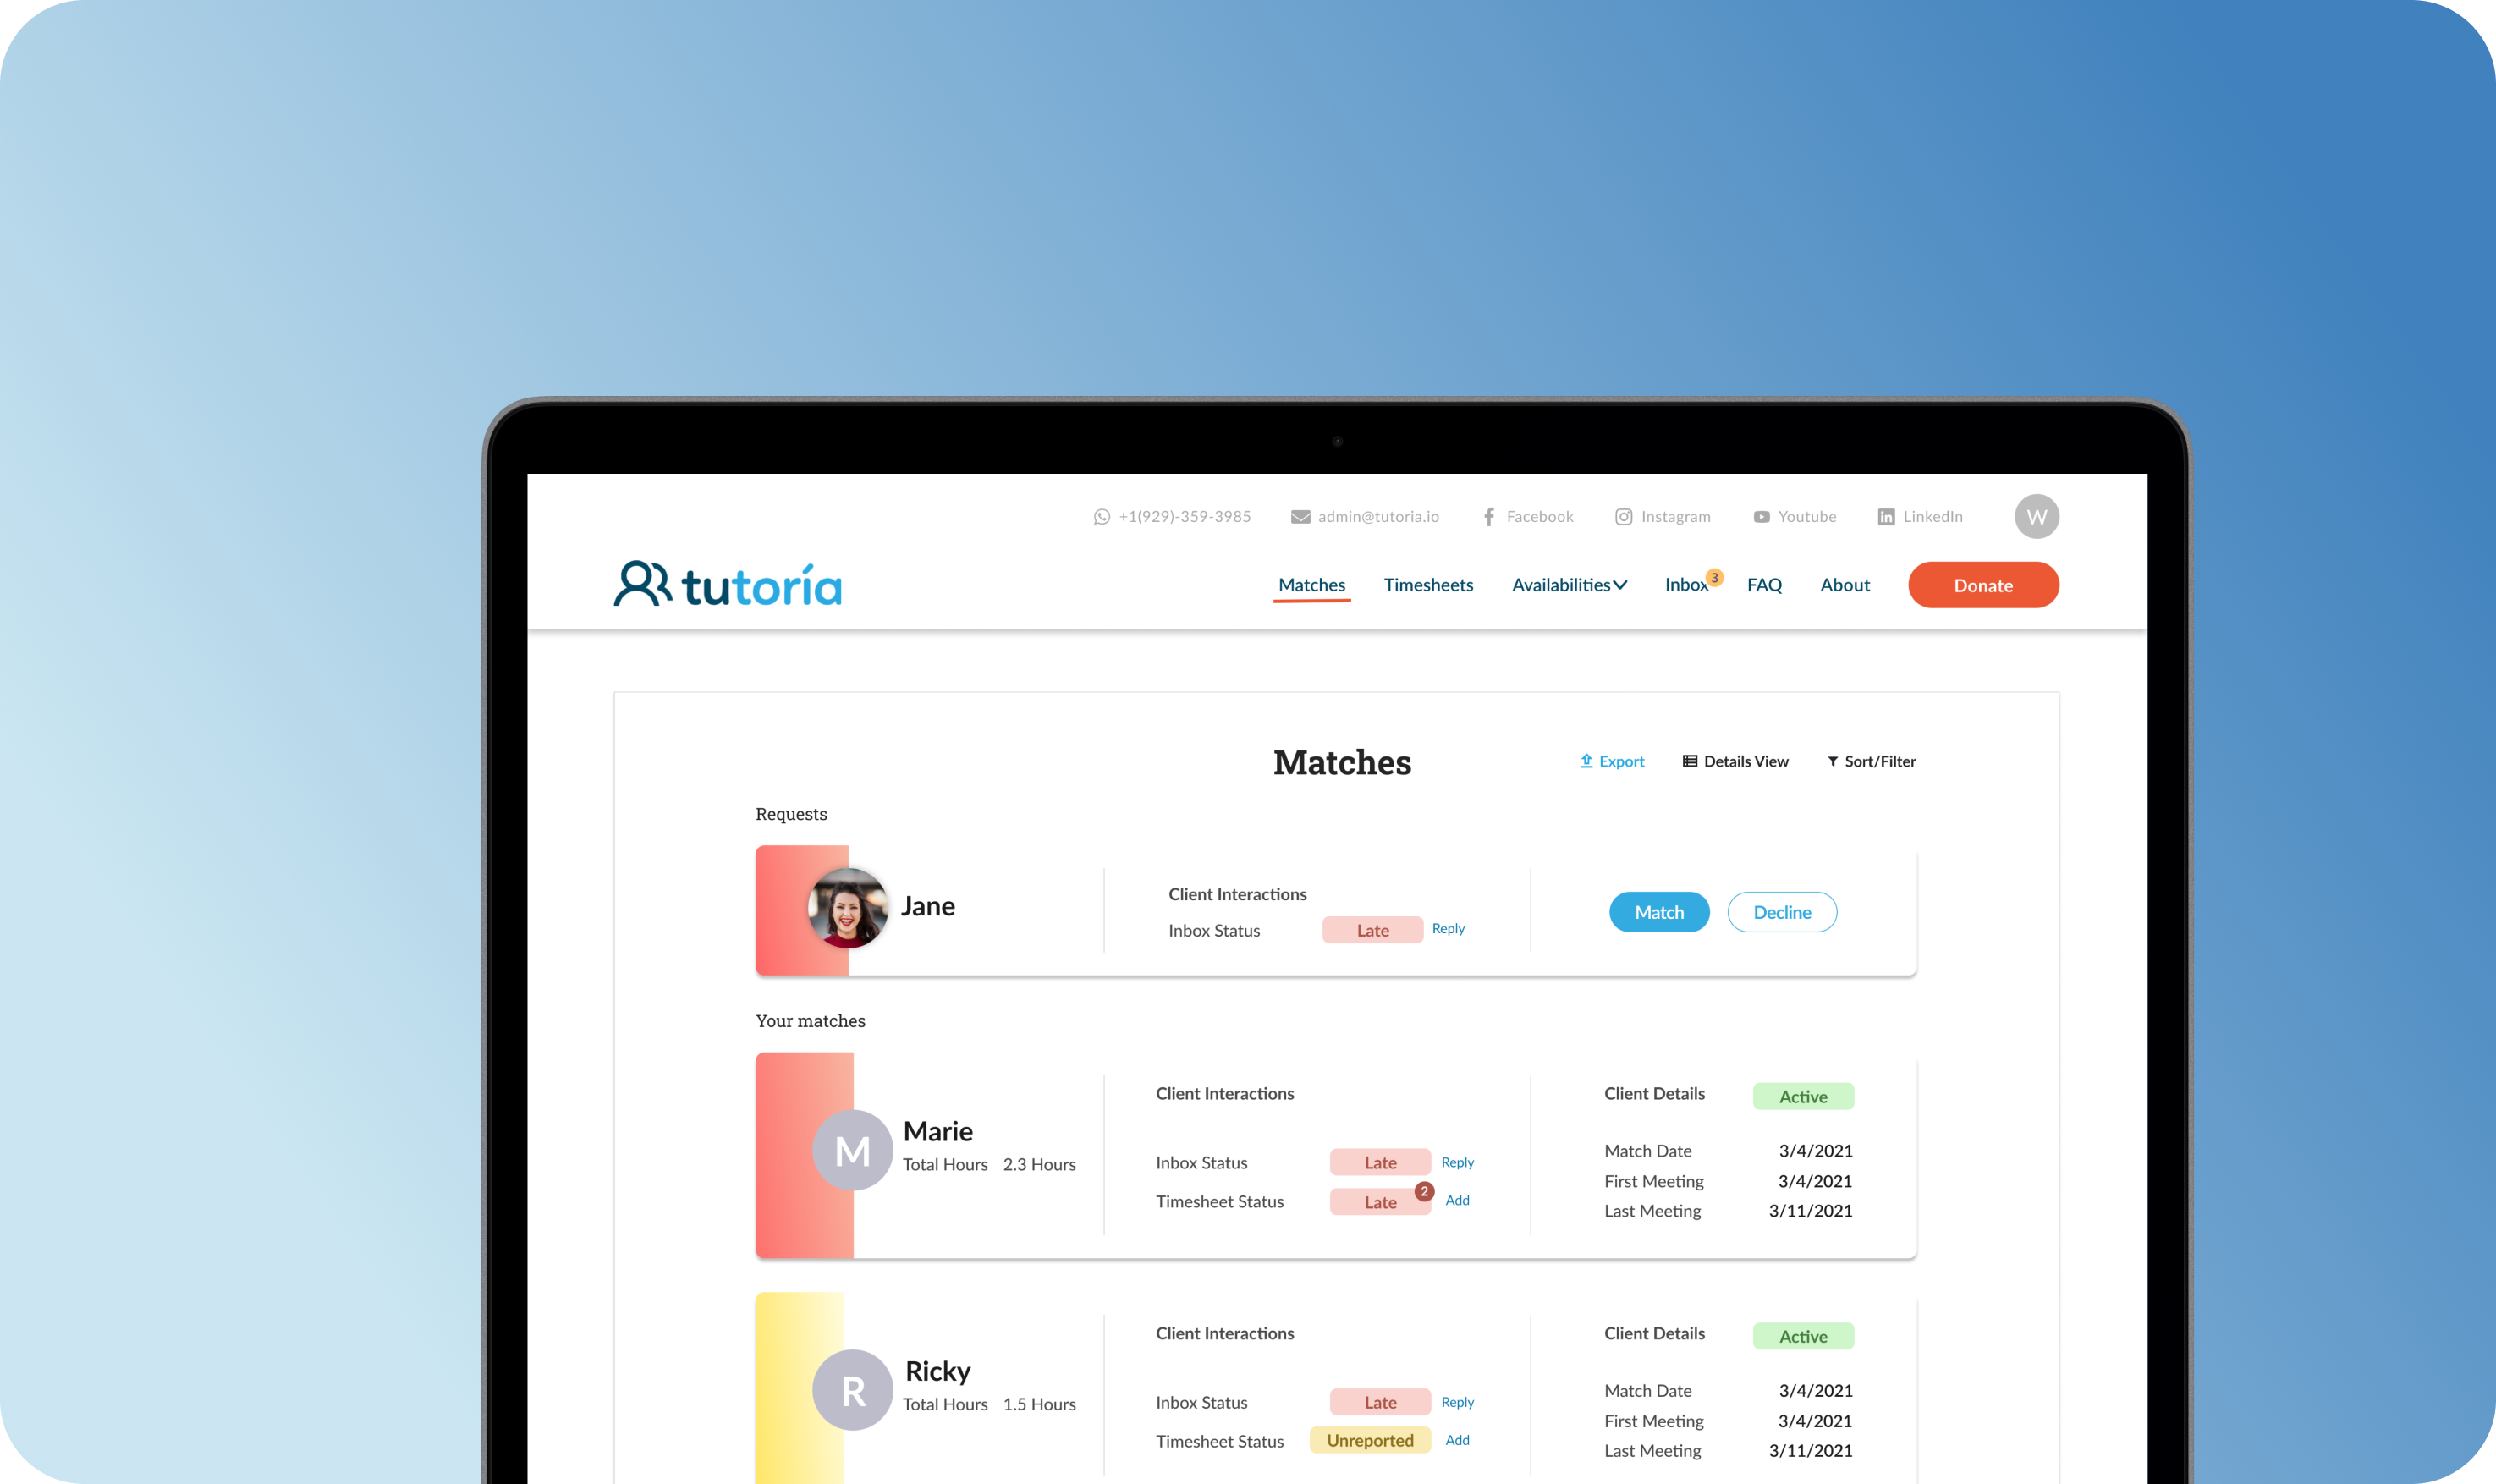 +1(929)-359-3985 admin@tutoria.io Facebook Instagram Youtube LinkedIn W
tutoría Matches Timesheets Availabilities Inbox 3 FAQ About Donate
Matches Export Details View Sort/Filter
Requests
Jane
Client Interactions
Inbox Status Late Reply
Match Decline
Your matches
M
Marie
Total Hours 2.3 Hours
Client Interactions
Inbox Status Late Reply
Timesheet Status Late 2 Add
Client Details Active
Match Date 3/4/2021
First Meeting 3/4/2021
Last Meeting 3/11/2021
R
Ricky
Total Hours 1.5 Hours
Client Interactions
Inbox Status Late Reply
Timesheet Status Unreported Add
Client Details Active
Match Date 3/4/2021
First Meeting 3/4/2021
Last Meeting 3/11/2021